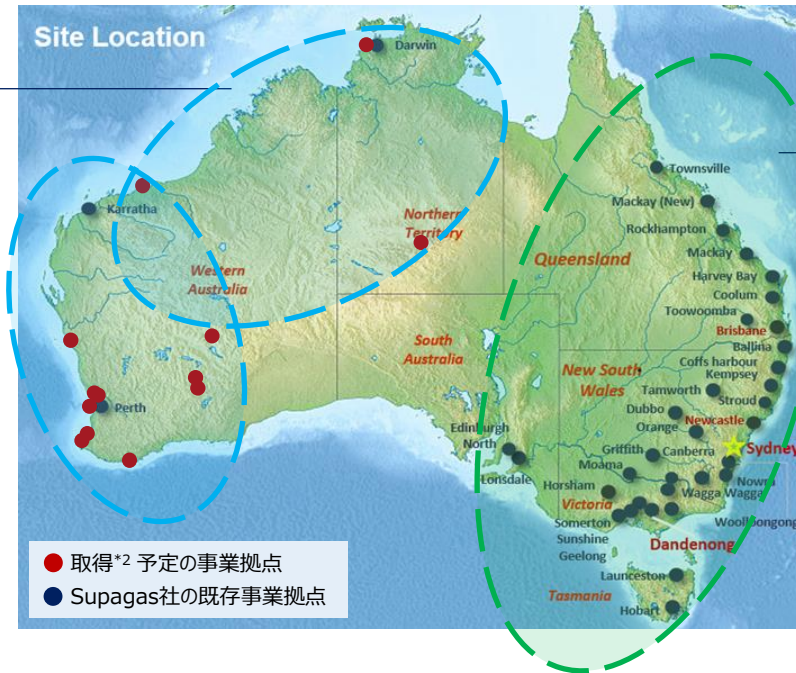 Site Location
Darwin
Townsville
Karratha
Mackay (New)
Northern
Territory
Rockhampton
Western
Australia
Queensland
Mackay
Harvey Bay
Coolum
Toowoomba
Brisbane
South
Australia
Ballina
New South
Wales
Coffs harbour
Kempsey
Tamworth
Stroud
Perth
Dubbo
Newcastle
Orange
Edinburgh
North
Griffith
Canberra
Sydney
Moama
Lonsdale
Horsham
Nowra
Wagga Wagga
Victoria
Woolloongong
Somerton
Sunshine
Geelong
Dandenong
取得*2 予定の事業拠点
Supagas社の既存事業拠点
Launceston
Tasmania
Hobart